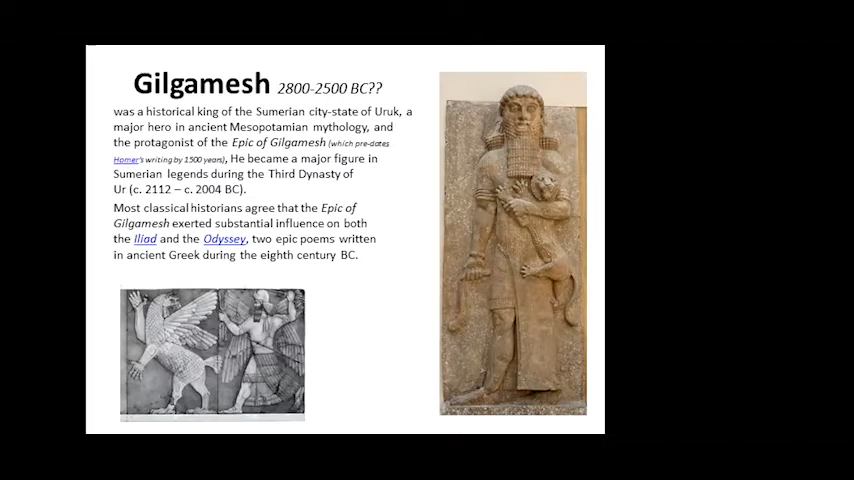 Gilgamesh 2800-2500 BC??
was a historical king of the Sumerian city-state of Uruk, a
major hero in ancient Mesopotamian mythology, and
the protagonist of the Epic of Gilgamesh (which pre-dates
Homer's writing by 1500 years), He became a major figure in
Sumerian legends during the Third Dynasty of
Ur (c. 2112 – c. 2004 BC).
Most classical historians agree that the Epic of
Gilgamesh exerted substantial influence on both
the Iliad and the Odyssey, two epic poems written
in ancient Greek during the eighth century BC.